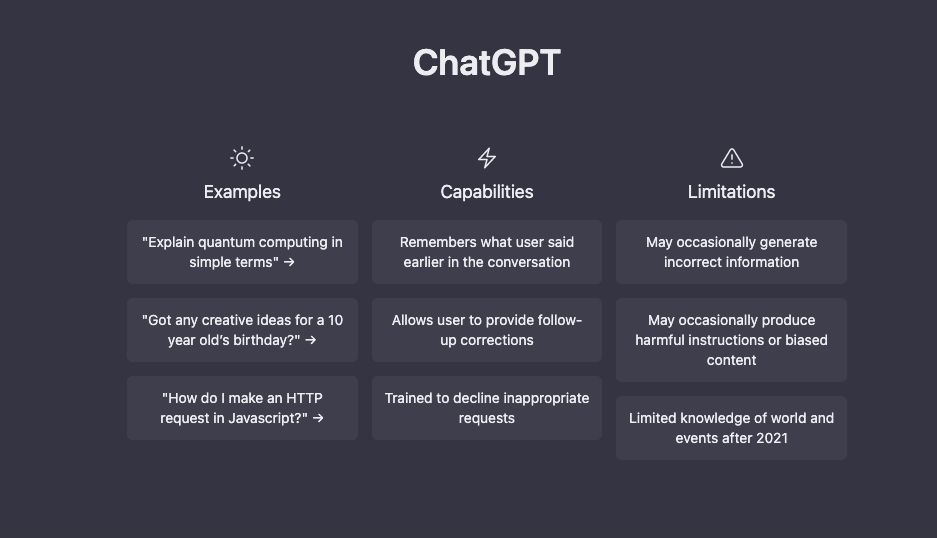 ChatGPT
Examples
"Explain quantum computing in
simple terms" →
"Got any creative ideas for a 10
year old's birthday?" →
"How do I make an HTTP
request in Javascript?" →
Capabilities
Remembers what user said
earlier in the conversation
Allows user to provide follow-
up corrections
Trained to decline inappropriate
requests
Limitations
May occasionally generate
incorrect information
May occasionally produce
harmful instructions or biased
content
Limited knowledge of world and
events after 2021